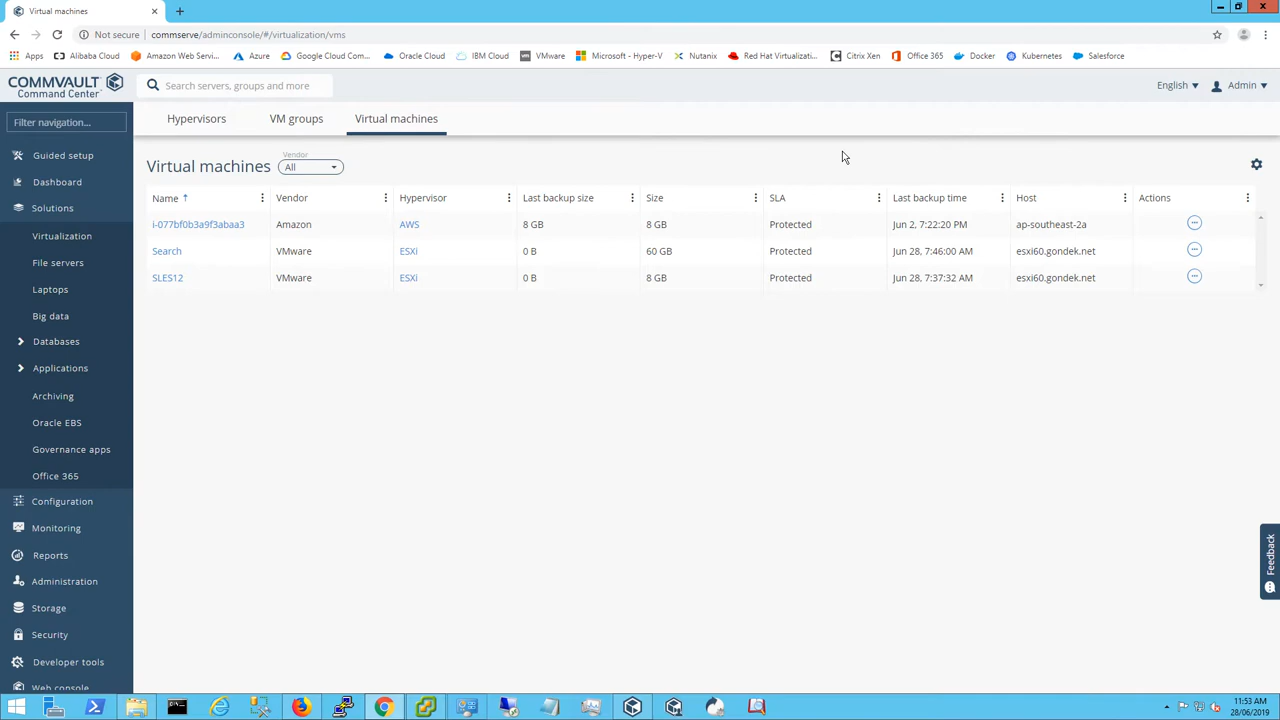 Virtual machines
Not secure commserve/adminconsole/#/virtualization/vms
Apps Alibaba Cloud Amazon Web Servi... Azure Google Cloud Com... Oracle Cloud IBM Cloud VMware Microsoft - Hyper-V Nutanix Red Hat Virtualizati... Citrix Xen Office 365 Docker Kubernetes Salesforce
COMMVAULT
Command Center
Search servers, groups and more
English Admin
Filter navigation...
Hypervisors VM groups Virtual machines
Guided setup
Dashboard
Solutions
Virtualization
File servers
Laptops
Big data
Databases
Applications
Archiving
Oracle EBS
Governance apps
Office 365
Configuration
Monitoring
Reports
Administration
Storage
Security
Developer tools
Web console
Virtual machines
Vendor
All
Name Vendor Hypervisor Last backup size Size SLA Last backup time Host Actions
i-077bf0b3a9f3abaa3 Amazon AWS 8 GB 8 GB Protected Jun 2, 7:22:20 PM ap-southeast-2a
Search VMware ESXi 0 B 60 GB Protected Jun 28, 7:46:00 AM esxi60.gondek.net
SLES12 VMware ESXi 0 B 8 GB Protected Jun 28, 7:37:32 AM esxi60.gondek.net
Feedback
11:53 AM
28/06/2019